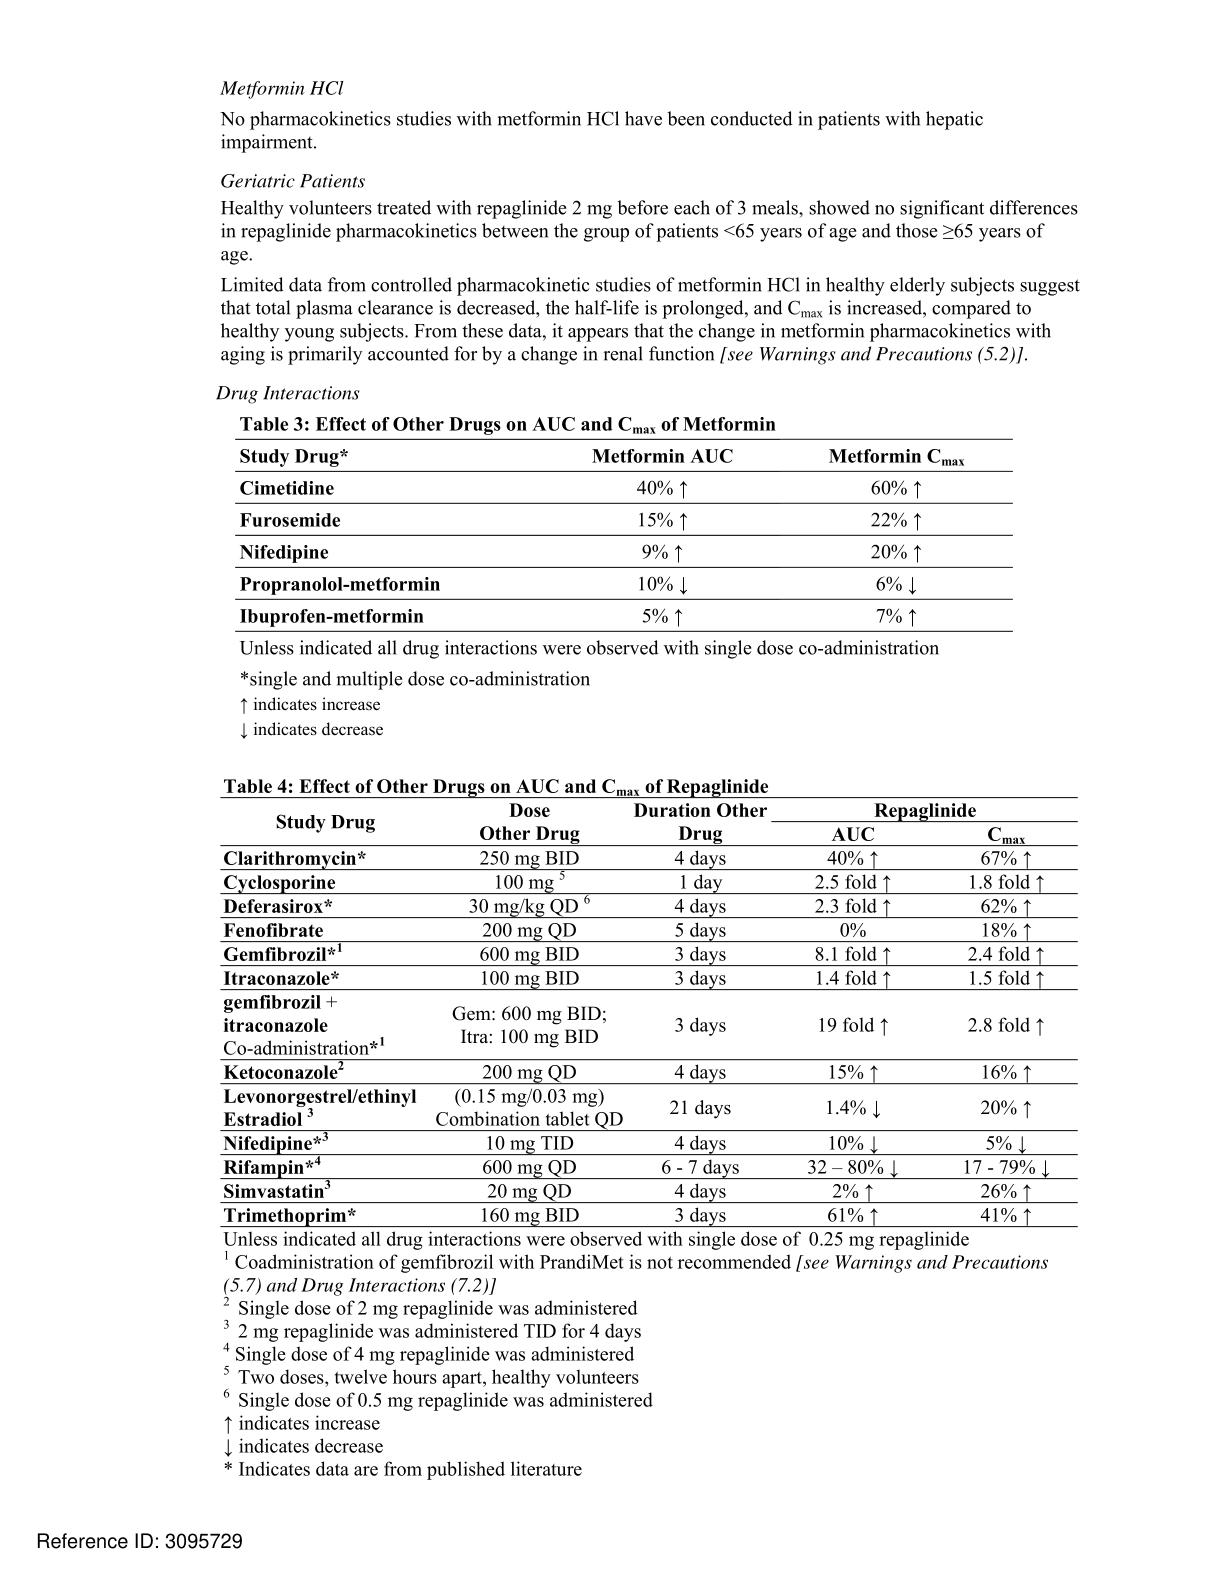 Metformin HCl
No pharmacokinetics studies with metformin HCl have been conducted in patients with hepatic
impairment.
Geriatric Patients
Healthy volunteers treated with repaglinide 2 mg before each of 3 meals, showed no significant differences
in repaglinide pharmacokinetics between the group of patients <65 years of age and those ≥65 years of
age.
Limited data from controlled pharmacokinetic studies of metformin HCl in healthy elderly subjects suggest
that total plasma clearance is decreased, the half-life is prolonged, and Cmax is increased, compared to
healthy young subjects. From these data, it appears that the change in metformin pharmacokinetics with
aging is primarily accounted for by a change in renal function [see Warnings and Precautions (5.2)].
Drug Interactions
Table 3: Effect of Other Drugs on AUC and Cmax of Metformin
Study Drug* Metformin AUC Metformin Cmax
Cimetidine 40% ↑ 60% ↑
Furosemide 15% ↑ 22% ↑
Nifedipine 9% ↑ 20% ↑
Propranolol-metformin 10% ↓ 6% ↓
Ibuprofen-metformin 5% ↑ 7% ↑
Unless indicated all drug interactions were observed with single dose co-administration
*single and multiple dose co-administration
↑ indicates increase
↓ indicates decrease
Table 4: Effect of Other Drugs on AUC and Cmax of Repaglinide
Study Drug
Dose
Other Drug
Duration Other
Drug
Repaglinide
AUC Cmax
Clarithromycin* 250 mg BID 4 days 40% ↑ 67% ↑
Cyclosporine 100 mg 5 1 day 2.5 fold ↑ 1.8 fold ↑
Deferasirox* 30 mg/kg QD 6 4 days 2.3 fold ↑ 62% ↑
Fenofibrate 200 mg QD 5 days 0% 18% ↑
Gemfibrozil*1 600 mg BID 3 days 8.1 fold ↑ 2.4 fold ↑
Itraconazole* 100 mg BID 3 days 1.4 fold ↑ 1.5 fold ↑
gemfibrozil +
itraconazole
Co-administration*1
Gem: 600 mg BID;
Itra: 100 mg BID
3 days 19 fold ↑ 2.8 fold ↑
Ketoconazole2 200 mg QD 4 days 15% ↑ 16% ↑
Levonorgestrel/ethinyl
Estradiol 3
(0.15 mg/0.03 mg)
Combination tablet QD
21 days 1.4% ↓ 20% ↑
Nifedipine*3 10 mg TID 4 days 10% ↓ 5% ↓
Rifampin*4 600 mg QD 6 - 7 days 32 – 80% ↓ 17 - 79% ↓
Simvastatin3 20 mg QD 4 days 2% ↑ 26% ↑
Trimethoprim* 160 mg BID 3 days 61% ↑ 41% ↑
Unless indicated all drug interactions were observed with single dose of 0.25 mg repaglinide
1 Coadministration of gemfibrozil with PrandiMet is not recommended [see Warnings and Precautions
(5.7) and Drug Interactions (7.2)]
2 Single dose of 2 mg repaglinide was administered
3 2 mg repaglinide was administered TID for 4 days
4 Single dose of 4 mg repaglinide was administered
5 Two doses, twelve hours apart, healthy volunteers
6 Single dose of 0.5 mg repaglinide was administered
↑ indicates increase
↓ indicates decrease
* Indicates data are from published literature
Reference ID: 3095729